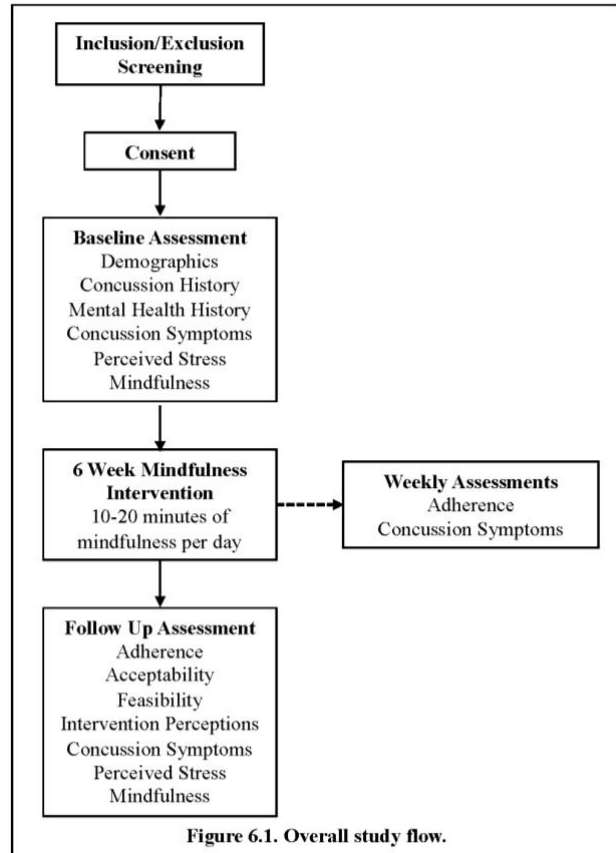 Inclusion/Exclusion
Screening
Consent
Baseline Assessment
Demographics
Concussion History
Mental Health History
Concussion Symptoms
Perceived Stress
Mindfulness
6 Week Mindfulness
Intervention
10-20 minutes of
mindfulness per day
Weekly Assessments
Adherence
Concussion Symptoms
Follow Up Assessment
Adherence
Acceptability
Feasibility
Intervention Perceptions
Concussion Symptoms
Perceived Stress
Mindfulness
Figure 6.1. Overall study flow.